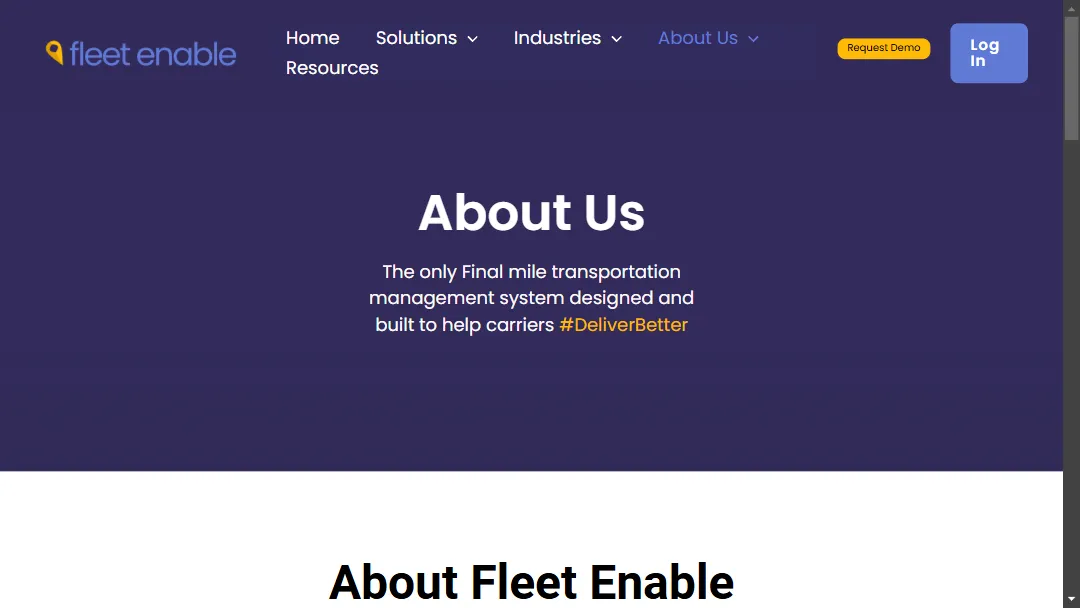 fleet enable
Home Solutions Industries About Us
Resources
Request Demo
Log
In
About Us
The only Final mile transportation
management system designed and
built to help carriers #DeliverBetter
About Fleet Enable